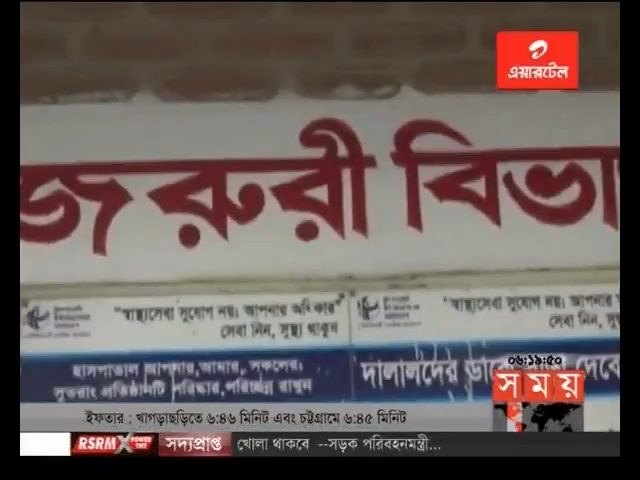 এয়ারটেল
জরুরী বিভা
"স্বাস্থ্যসেবা সুযোগ নয়। আপনার অধিকার"
সেবা নিন, সুস্থ থাকুন
"স্বাস্থ্যসেবা সুযোগ নয়। আপনার
সেবা নিন,
হাসপাতাল আপনার, আমার, সকলের।
সুতরাং প্রতিষ্ঠানটি পরিষ্কার, পরিচ্ছন্ন রাখুন
দালালদের
০৬:১৯:৫০
সময়
ইফতার : খাগড়াছড়িতে ৬:৪৬ মিনিট এবং চট্টগ্রামে ৬:৪৫ মিনিট
RSRM X POWER সদ্যপ্রাপ্ত খোলা থাকবে --সড়ক পরিবহনমন্ত্রী...